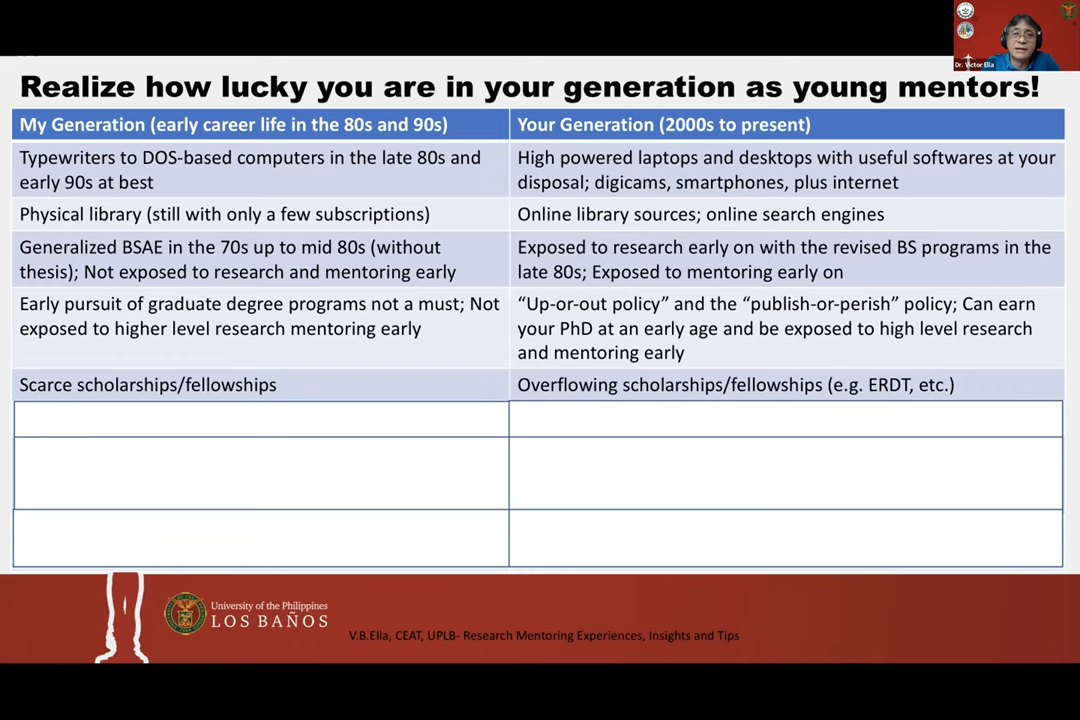 Dr. Victor Ella
Realize how lucky you are in your generation as young mentors!
My Generation (early career life in the 80s and 90s)
Your Generation (2000s to present)
Typewriters to DOS-based computers in the late 80s and
early 90s at best
High powered laptops and desktops with useful softwares at your
disposal; digicams, smartphones, plus internet
Physical library (still with only a few subscriptions)
Online library sources; online search engines
Generalized BSAE in the 70s up to mid 80s (without
thesis); Not exposed to research and mentoring early
Exposed to research early on with the revised BS programs in the
late 80s; Exposed to mentoring early on
Early pursuit of graduate degree programs not a must; Not
exposed to higher level research mentoring early
“Up-or-out policy” and the “publish-or-perish” policy; Can earn
your PhD at an early age and be exposed to high level research
and mentoring early
Scarce scholarships/fellowships
Overflowing scholarships/fellowships (e.g. ERDT, etc.)
University of the Philippines
LOS BAÑOS
V.B.Ella, CEAT, UPLB- Research Mentoring Experiences, Insights and Tips